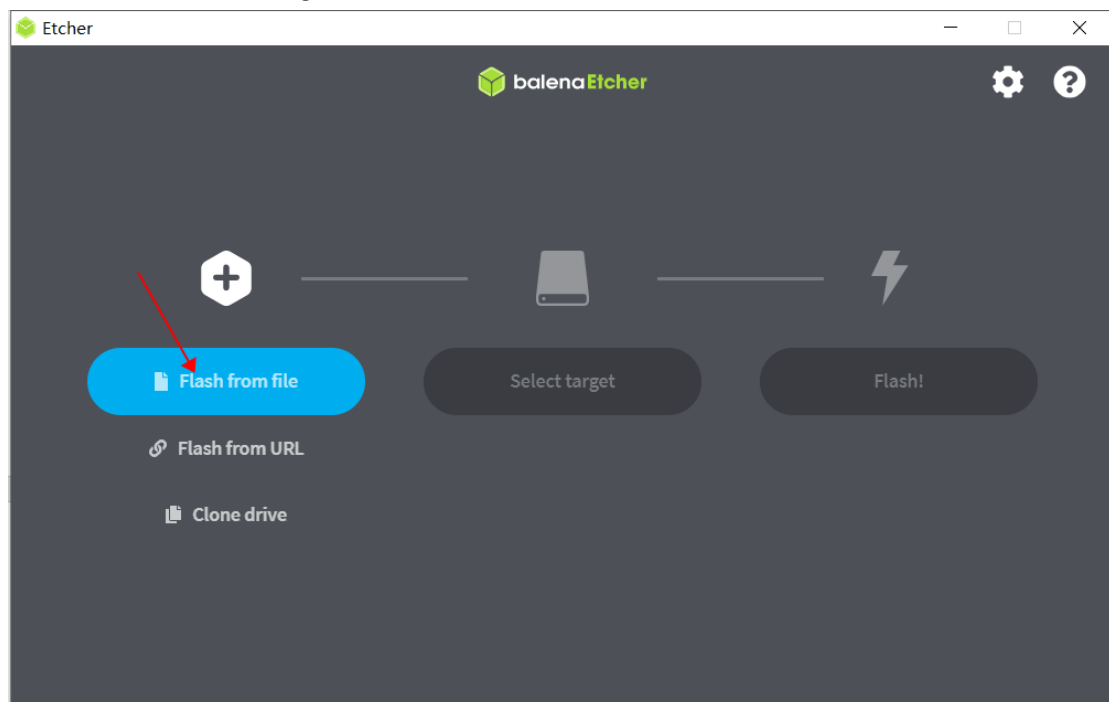 Etcher
balenaEtcher
Flash from file
Select target
Flash!
Flash from URL
Clone drive